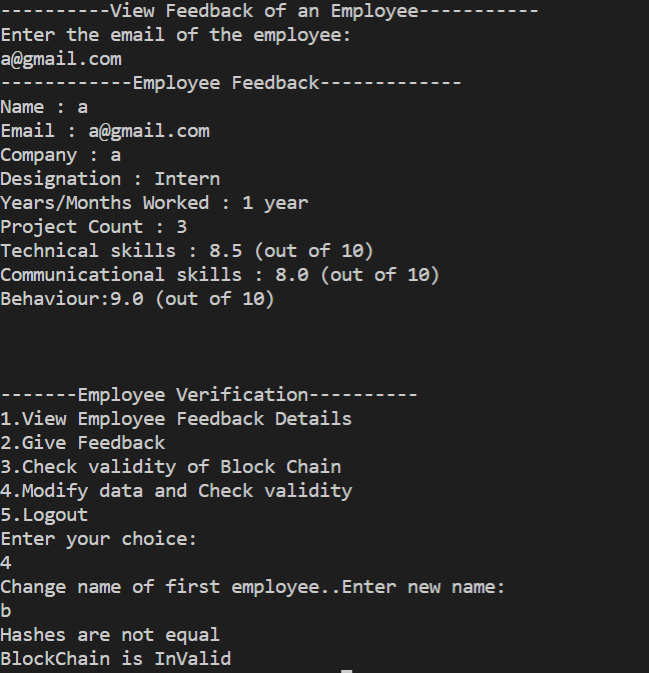 ----------View Feedback of an Employee-----------
Enter the email of the employee:
a@gmail.com
------------Employee Feedback-------------
Name : a
Email : a@gmail.com
Company : a
Designation : Intern
Years/Months Worked : 1 year
Project Count : 3
Technical skills : 8.5 (out of 10)
Communicational skills : 8.0 (out of 10)
Behaviour:9.0 (out of 10)
-------Employee Verification----------
1.View Employee Feedback Details
2.Give Feedback
3.Check validity of Block Chain
4.Modify data and Check validity
5.Logout
Enter your choice:
4
Change name of first employee..Enter new name:
b
Hashes are not equal
BlockChain is InValid